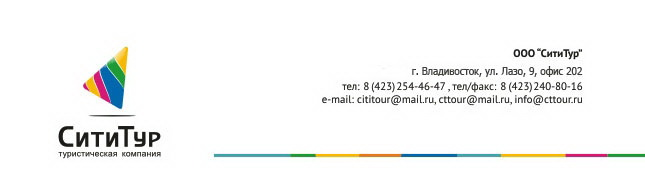 ООО “СитиТур”
г. Владивосток, ул. Лазо, 9, офис 202
тел: 8 (423) 254-46-47 , тел/факс: 8 (423) 240-80-16
e-mail: cititour@mail.ru, cttour@mail.ru, info@cttour.ru
СитиТур
туристическая компания